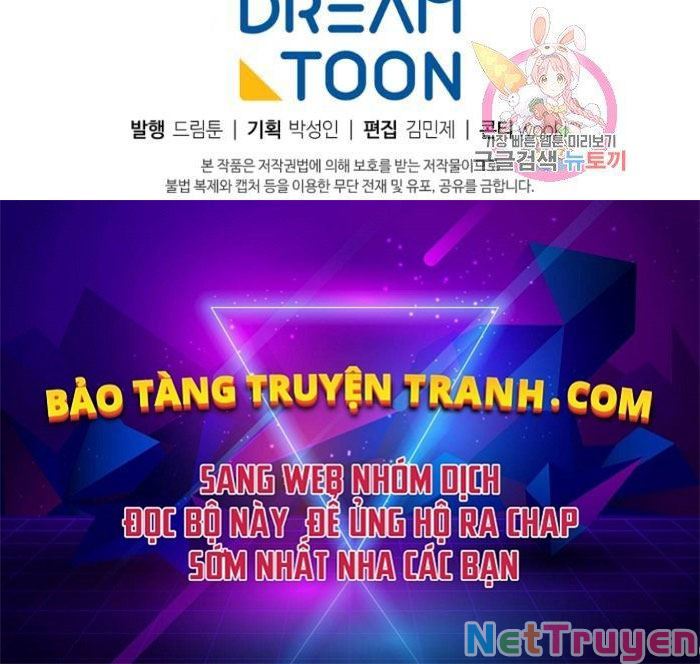 DREAM
TOON
발행 드림툰 | 기획 박성인 | 편집 김민제 | 콘티 wooki
가장 빠른 웹툰 미리보기
구글검색 뉴토끼
본 작품은 저작권법에 의해 보호를 받는 저작물이므로
불법 복제와 캡처 등을 이용한 무단 전재 및 유포, 공유를 금합니다.
BẢO TÀNG TRUYỆN TRANH.COM
SANG WEB NHÓM DỊCH
ĐỌC BỘ NÀY ĐỂ ỦNG HỘ RA CHAP
SỚM NHẤT NHA CÁC BẠN
NetTruyen